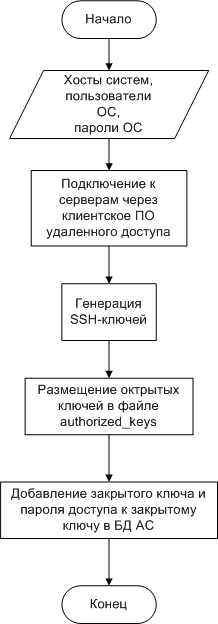 Начало
Хосты систем,
пользователи
ОС,
пароли ОС
Подключение к
серверам через
клиентское ПО
удаленного доступа
Генерация
SSH-ключей
Размещение октрытых
ключей в файле
authorized_keys
Добавление закрытого ключа и
пароля доступа к закрытому
ключу в БД АС
Конец